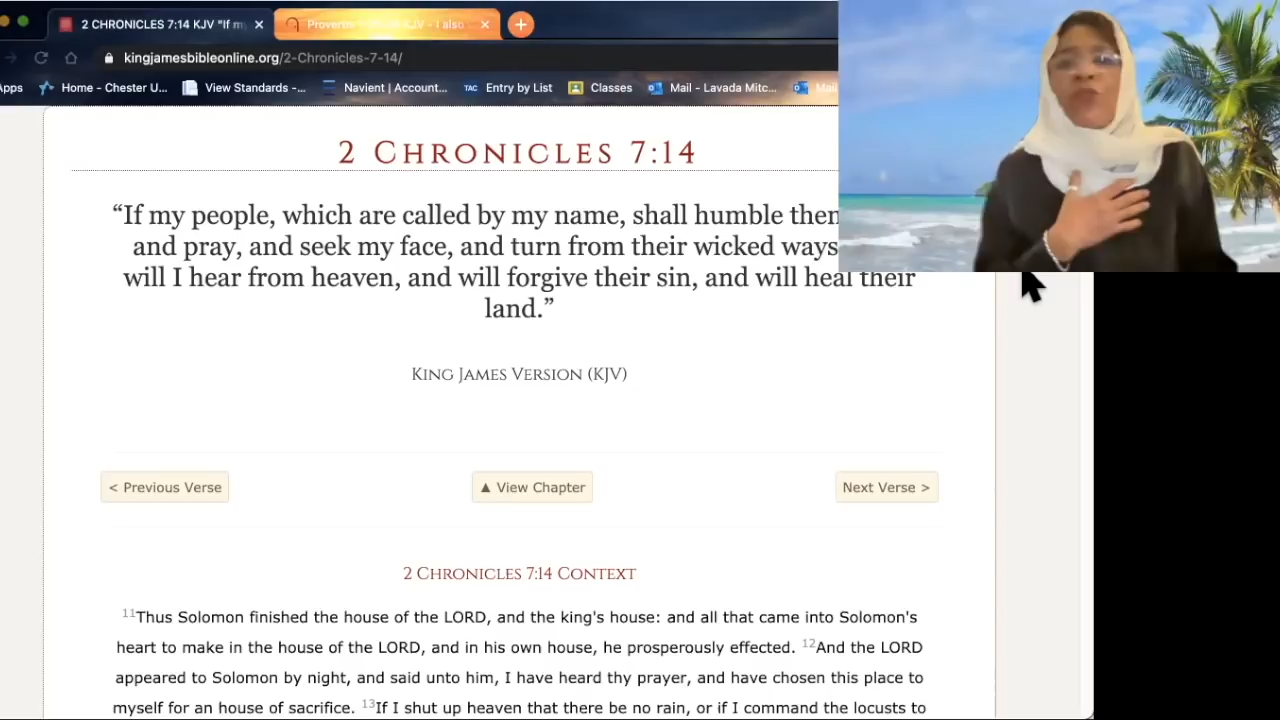 2 CHRONICLES 7:14 KJV "If my
Proverbs KJV - I also
kingjamesbibleonline.org/2-Chronicles-7-14/
Apps Home - Chester U... View Standards -... Navient | Account... TAC Entry by List Classes Mail - Lavada Mitc... Mail
2 CHRONICLES 7:14
“If my people, which are called by my name, shall humble
and pray, and seek my face, and turn from their wicked ways
will I hear from heaven, and will forgive their sin, and will heal their
land.”
KING JAMES VERSION (KJV)
< Previous Verse ▲ View Chapter Next Verse >
2 CHRONICLES 7:14 CONTEXT
11Thus Solomon finished the house of the LORD, and the king's house: and all that came into Solomon's
heart to make in the house of the LORD, and in his own house, he prosperously effected. 12And the LORD
appeared to Solomon by night, and said unto him, I have heard thy prayer, and have chosen this place to
myself for an house of sacrifice. 13If I shut up heaven that there be no rain, or if I command the locusts to